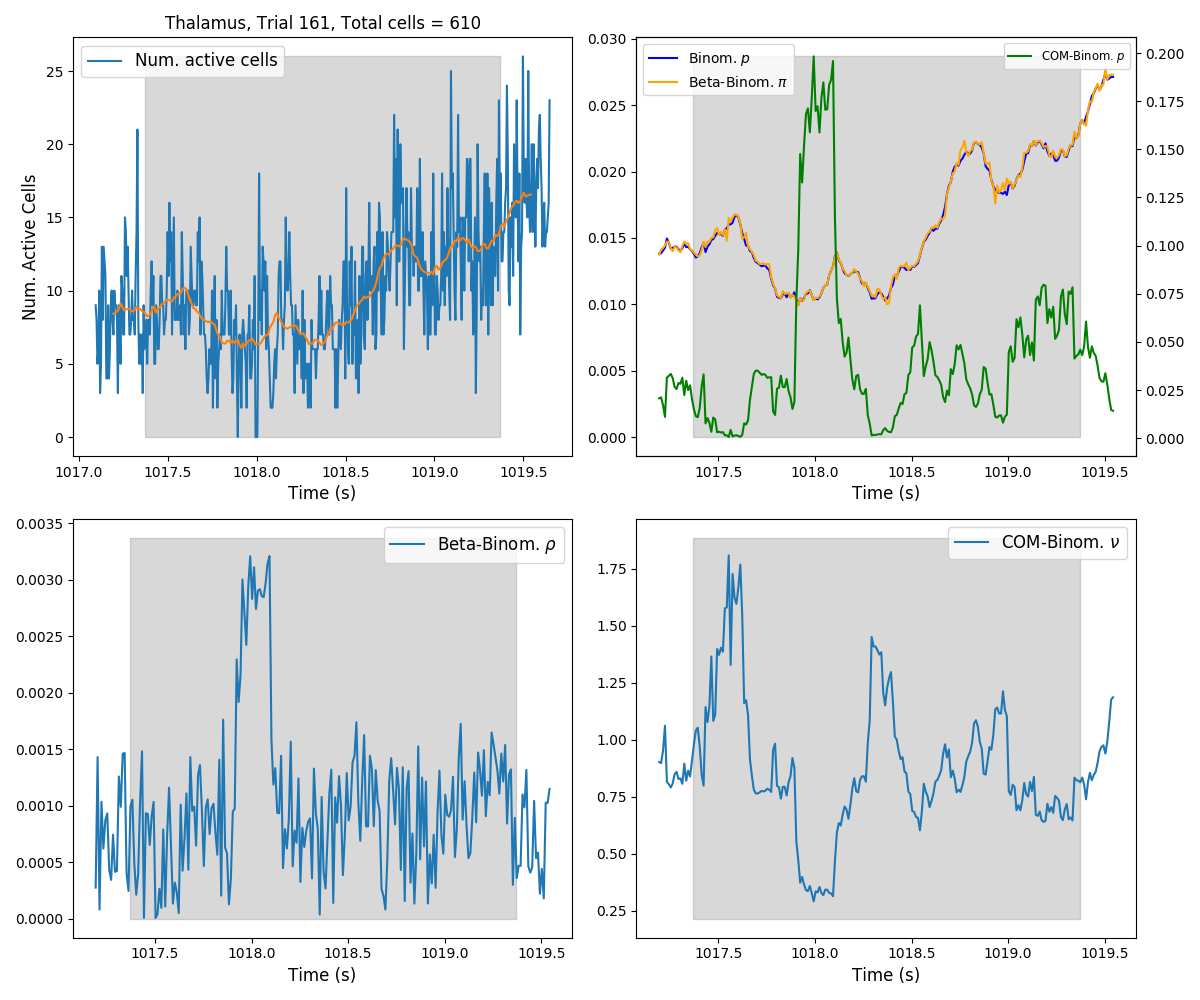 Thalamus, Trial 161, Total cells = 610
Num. active cells
Num. Active Cells
25
20
15
10
5
0
1017.0 1017.5 1018.0 1018.5 1019.0 1019.5
Time (s)
Binom. p
Beta-Binom. π
COM-Binom. p
0.030
0.025
0.020
0.015
0.010
0.005
0.000
0.200
0.175
0.150
0.125
0.100
0.075
0.050
0.025
0.000
1017.5 1018.0 1018.5 1019.0 1019.5
Time (s)
Beta-Binom. ρ
0.0035
0.0030
0.0025
0.0020
0.0015
0.0010
0.0005
0.0000
1017.5 1018.0 1018.5 1019.0 1019.5
Time (s)
COM-Binom. ν
1.75
1.50
1.25
1.00
0.75
0.50
0.25
1017.5 1018.0 1018.5 1019.0 1019.5
Time (s)